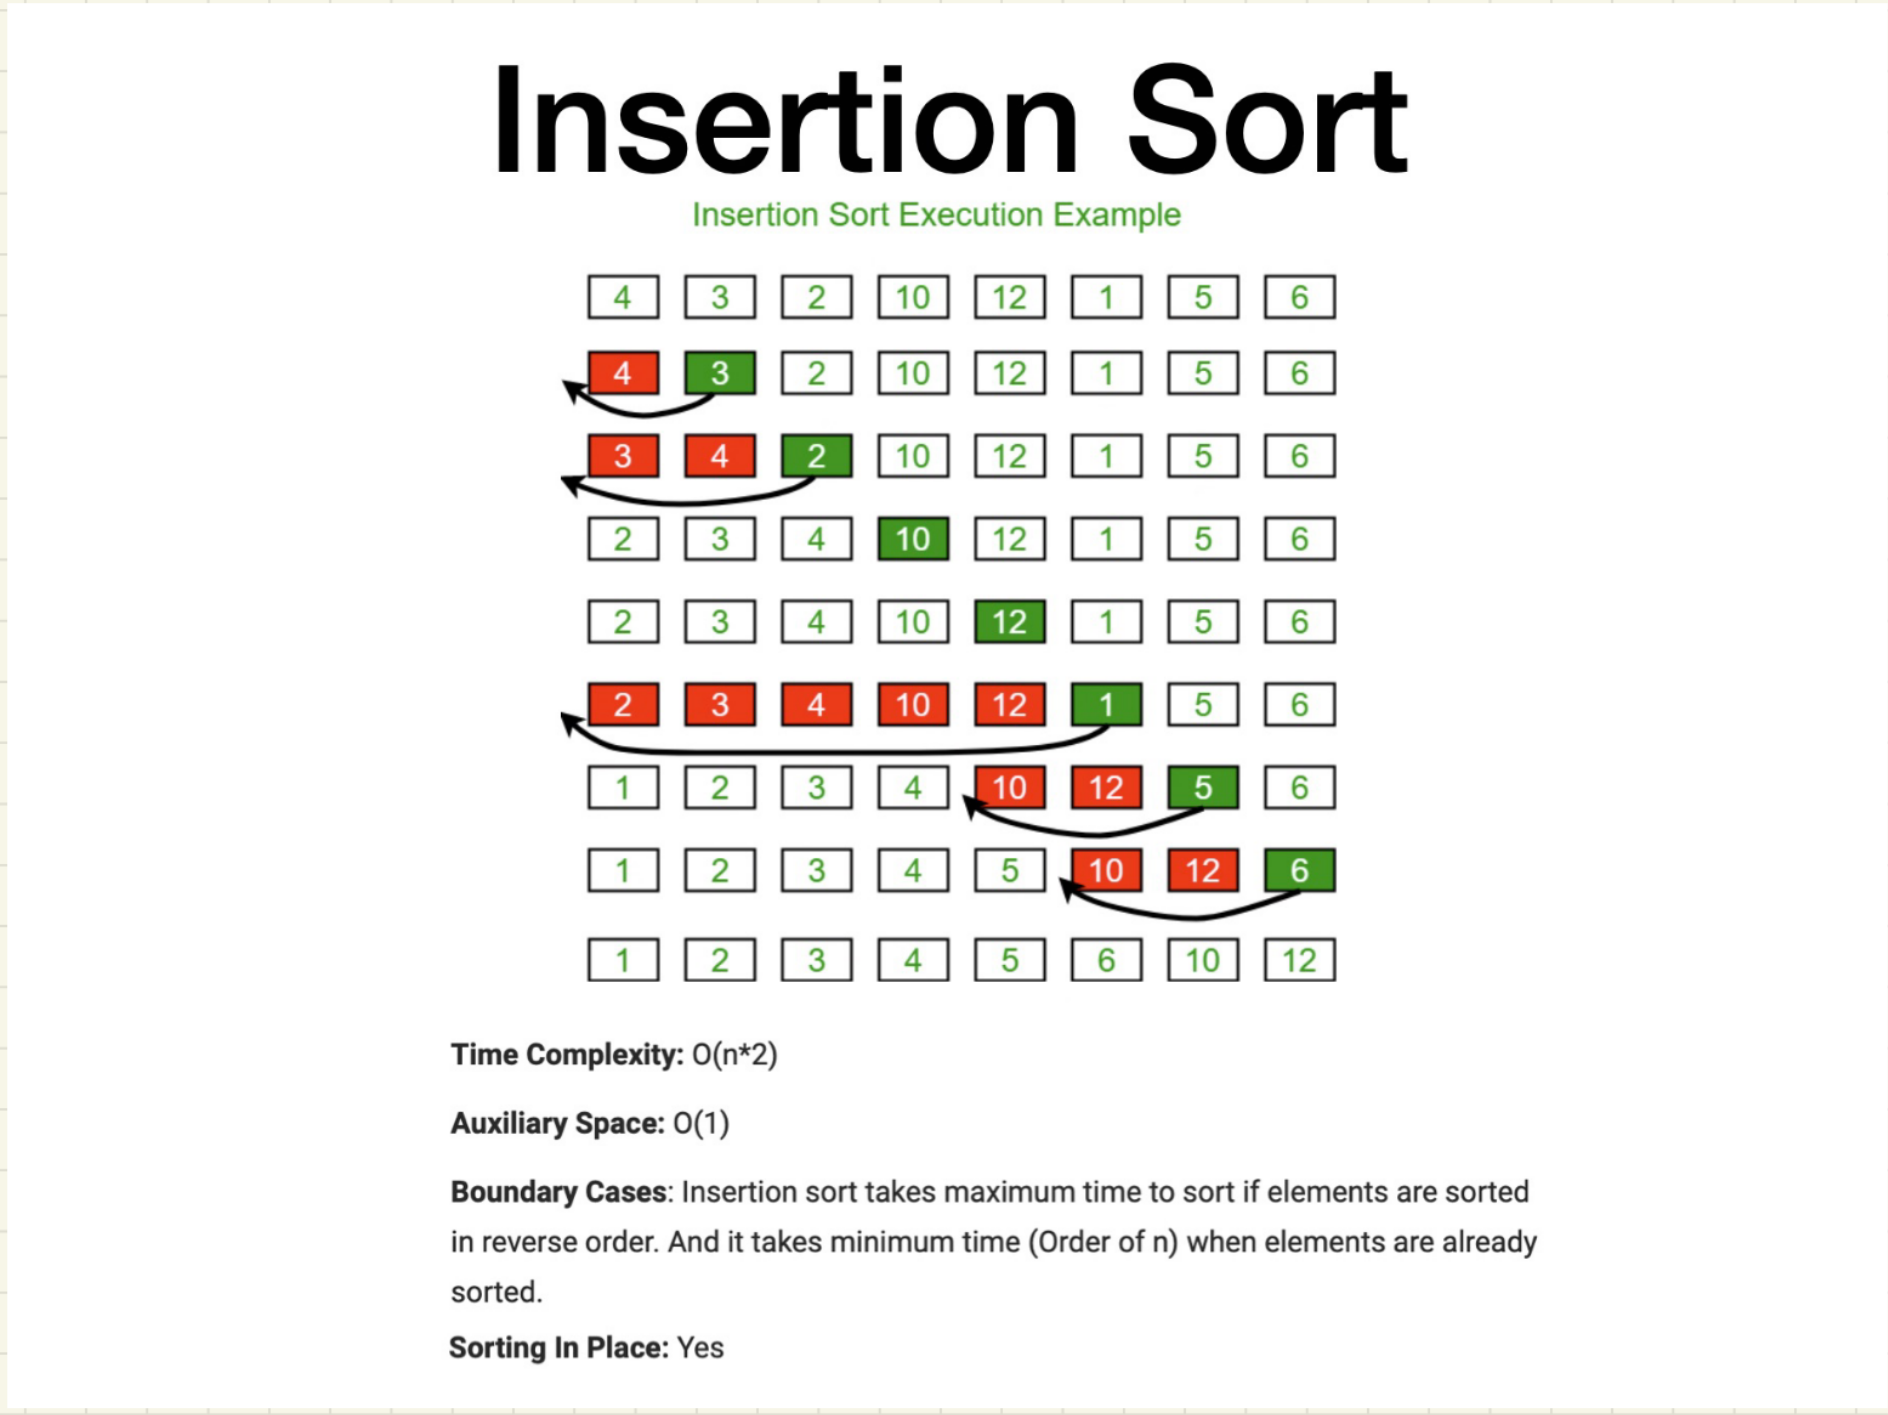 Insertion Sort
Insertion Sort Execution Example
4 3 2 10 12 1 5 6
4 3 2 10 12 1 5 6
3 4 2 10 12 1 5 6
2 3 4 10 12 1 5 6
2 3 4 10 12 1 5 6
2 3 4 10 12 1 5 6
1 2 3 4 10 12 5 6
1 2 3 4 5 10 12 6
1 2 3 4 5 6 10 12
Time Complexity: O(n*2)
Auxiliary Space: O(1)
Boundary Cases: Insertion sort takes maximum time to sort if elements are sorted
in reverse order. And it takes minimum time (Order of n) when elements are already
sorted.
Sorting In Place: Yes